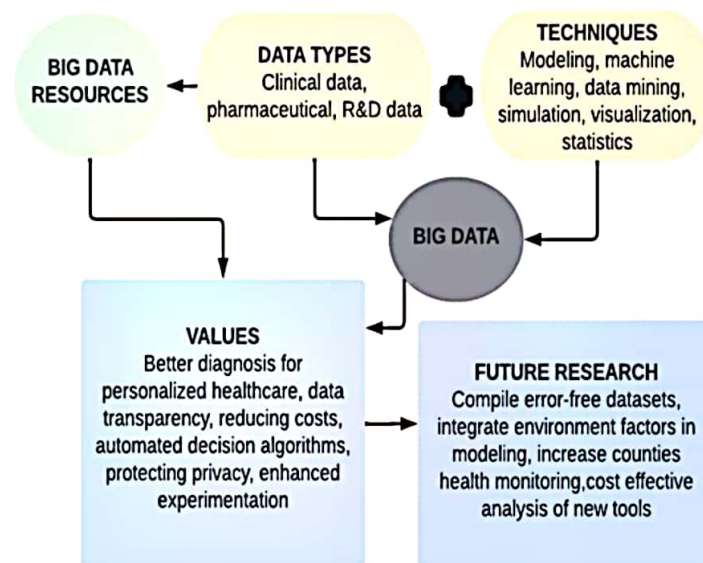 BIG DATA
RESOURCES
DATA TYPES
Clinical data,
pharmaceutical, R&D data
TECHNIQUES
Modeling, machine
learning, data mining,
simulation, visualization,
statistics
BIG DATA
VALUES
Better diagnosis for
personalized healthcare, data
transparency, reducing costs,
automated decision algorithms,
protecting privacy, enhanced
experimentation
FUTURE RESEARCH
Compile error-free datasets,
integrate environment factors in
modeling, increase counties
health monitoring,cost effective
analysis of new tools